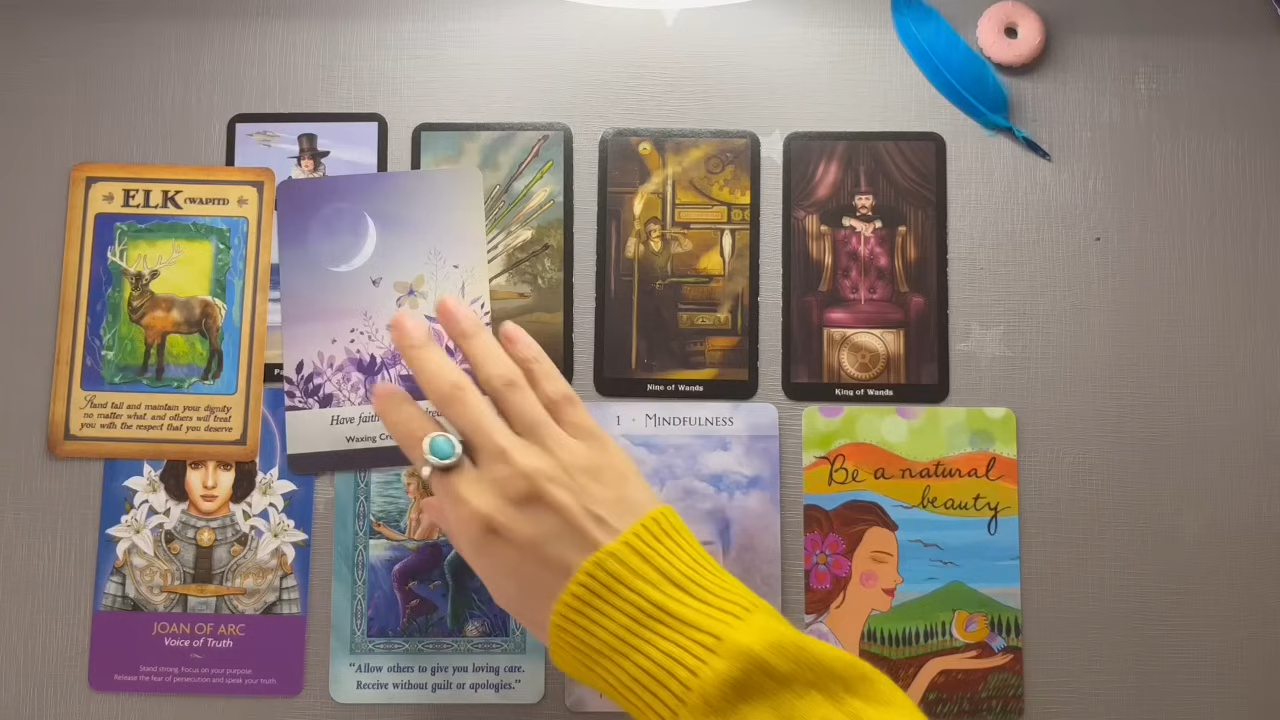 ELK (WAPITI)
Stand tall and maintain your dignity
no matter what and others will treat
you with the respect that you deserve
Have faith
Waxing
Nine of Wands
King of Wands
JOAN OF ARC
Voice of Truth
Stand strong. Focus on your purpose.
Release the fear of persecution and speak your truth.
"Allow others to give you loving care.
Receive without guilt or apologies."
1 • MINDFULNESS
Be a natural
beauty